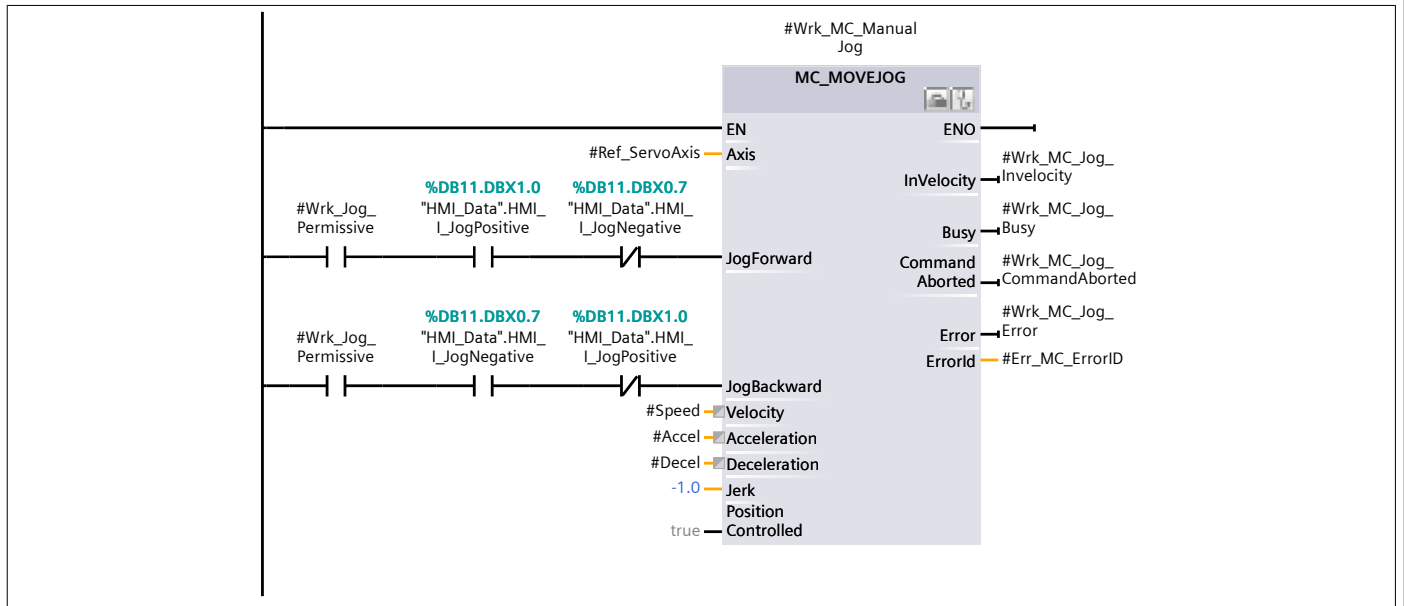 #Wrk_MC_Manual
Jog
MC_MOVEJOG
EN
ENO
#Ref_ServoAxis
Axis
#Wrk_MC_Jog_
InVelocity
Invelocity
%DB11.DBX1.0
%DB11.DBX0.7
#Wrk_Jog_
Permissive
"HMI_Data".HMI_
I_JogPositive
"HMI_Data".HMI_
I_JogNegative
JogForward
#Wrk_MC_Jog_
Busy
Busy
Command
Aborted
#Wrk_MC_Jog_
CommandAborted
%DB11.DBX0.7
%DB11.DBX1.0
#Wrk_Jog_
Permissive
"HMI_Data".HMI_
I_JogNegative
"HMI_Data".HMI_
I_JogPositive
JogBackward
#Wrk_MC_Jog_
Error
Error
ErrorId
#Err_MC_ErrorID
#Speed
Velocity
#Accel
Acceleration
#Decel
Deceleration
-1.0
Jerk
Position
true
Controlled